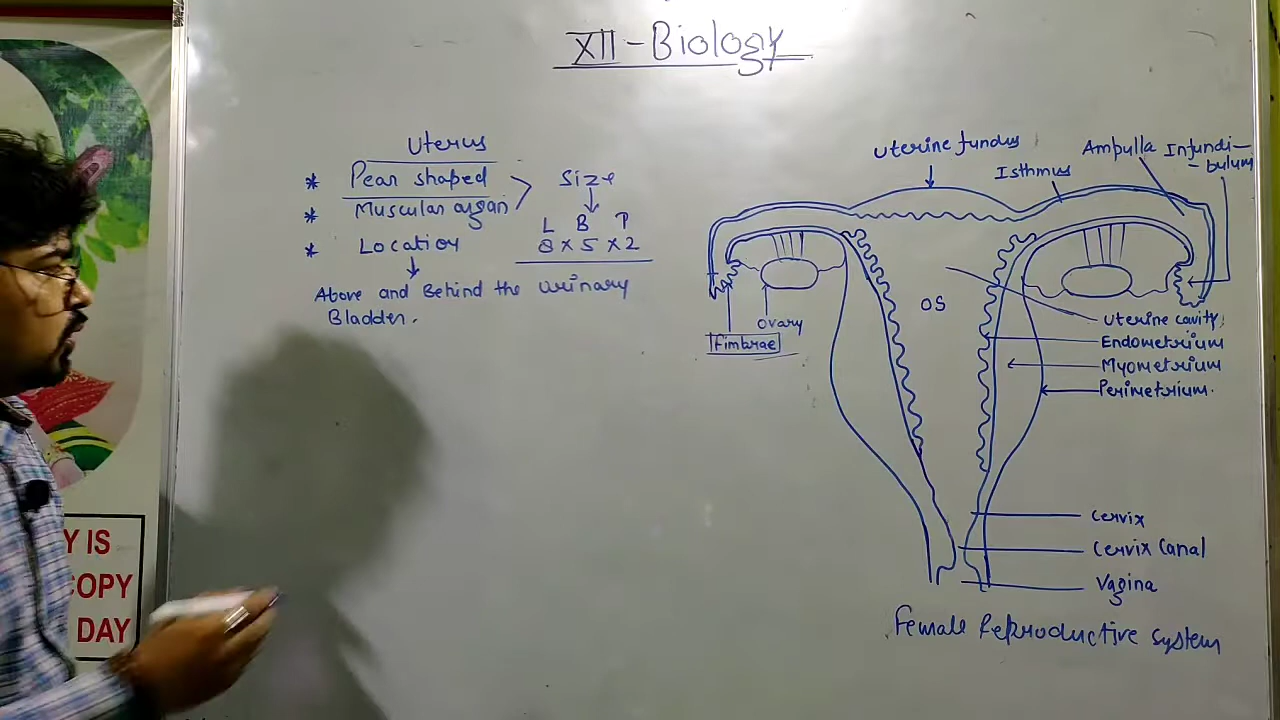 XII - Biology
Uterus
* Pear shaped
* Muscular organ
Size
L B T
8 × 5 × 2
* Location
Above and Behind the Urinary
Bladder.
Uterine fundus
Isthmus
Ampulla
Infundi-
-bulum
OS
Ovary
Fimbrae
Uterine cavity
Endometrium
Myometrium
Perimetrium.
Cervix
Cervix Canal
Vagina
Female Reproductive System
Y IS
COPY
DAY